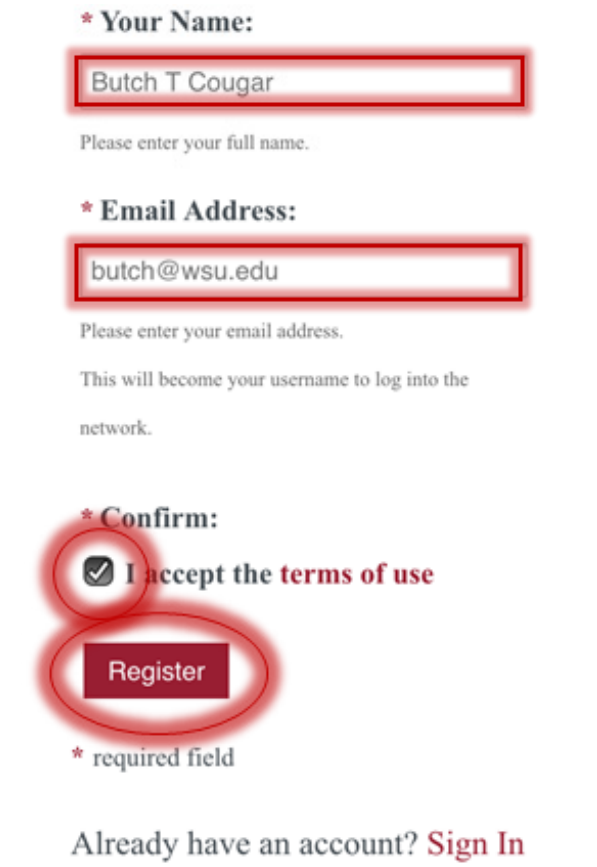 * Your Name:
Butch T Cougar
Please enter your full name.
* Email Address:
butch@wsu.edu
Please enter your email address.
This will become your username to log into the
network.
* Confirm:
I accept the terms of use
Register
* required field
Already have an account? Sign In